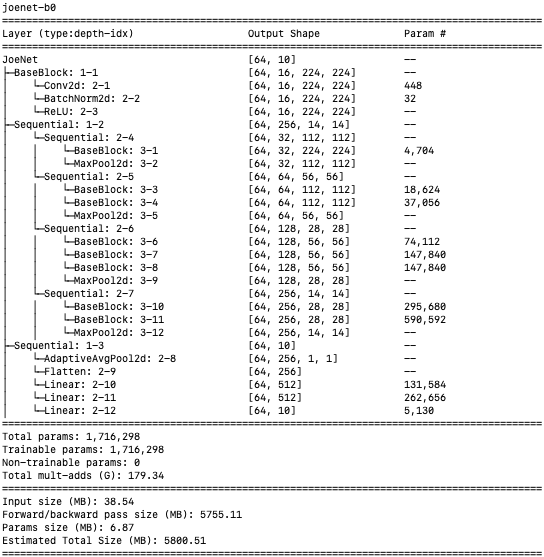 joenet-b0
==========================================================================================
Layer (type:depth-idx)                   Output Shape              Param #
==========================================================================================
JoeNet                                   [64, 10]                  --
├─BaseBlock: 1-1                         [64, 16, 224, 224]        --
│    └─Conv2d: 2-1                       [64, 16, 224, 224]        448
│    └─BatchNorm2d: 2-2                  [64, 16, 224, 224]        32
│    └─ReLU: 2-3                         [64, 16, 224, 224]        --
├─Sequential: 1-2                        [64, 256, 14, 14]         --
│    └─Sequential: 2-4                   [64, 32, 112, 112]        --
│    │    └─BaseBlock: 3-1               [64, 32, 224, 224]        4,704
│    │    └─MaxPool2d: 3-2               [64, 32, 112, 112]        --
│    └─Sequential: 2-5                   [64, 64, 56, 56]          --
│    │    └─BaseBlock: 3-3               [64, 64, 112, 112]        18,624
│    │    └─BaseBlock: 3-4               [64, 64, 112, 112]        37,056
│    │    └─MaxPool2d: 3-5               [64, 64, 56, 56]          --
│    └─Sequential: 2-6                   [64, 128, 28, 28]         --
│    │    └─BaseBlock: 3-6               [64, 128, 56, 56]         74,112
│    │    └─BaseBlock: 3-7               [64, 128, 56, 56]         147,840
│    │    └─BaseBlock: 3-8               [64, 128, 56, 56]         147,840
│    │    └─MaxPool2d: 3-9               [64, 128, 28, 28]         --
│    └─Sequential: 2-7                   [64, 256, 14, 14]         --
│    │    └─BaseBlock: 3-10              [64, 256, 28, 28]         295,680
│    │    └─BaseBlock: 3-11              [64, 256, 28, 28]         590,592
│    │    └─MaxPool2d: 3-12              [64, 256, 14, 14]         --
├─Sequential: 1-3                        [64, 10]                  --
│    └─AdaptiveAvgPool2d: 2-8            [64, 256, 1, 1]           --
│    └─Flatten: 2-9                      [64, 256]                 --
│    └─Linear: 2-10                      [64, 512]                 131,584
│    └─Linear: 2-11                      [64, 512]                 262,656
│    └─Linear: 2-12                      [64, 10]                  5,130
==========================================================================================
Total params: 1,716,298
Trainable params: 1,716,298
Non-trainable params: 0
Total mult-adds (G): 179.34
==========================================================================================
Input size (MB): 38.54
Forward/backward pass size (MB): 5755.11
Params size (MB): 6.87
Estimated Total Size (MB): 5800.51
==========================================================================================